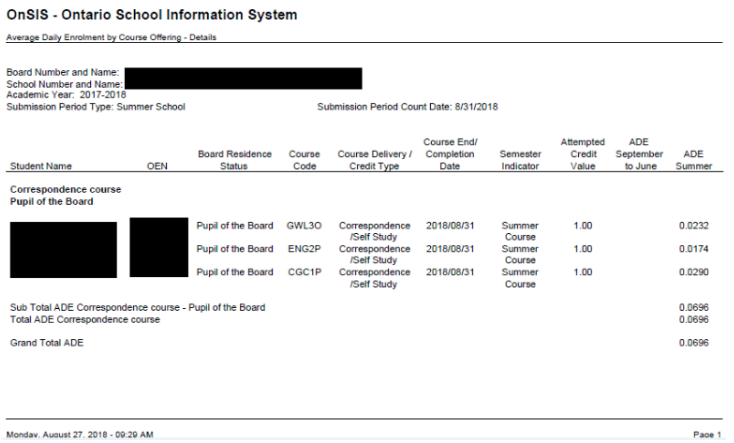 OnSIS - Ontario School Information System
Average Daily Enrolment by Course Offering - Details
Board Number and Name:
School Number and Name:
Academic Year: 2017-2018
Submission Period Type: Summer School Submission Period Count Date: 8/31/2018
Course End/ Attempted ADE
Board Residence Course Course Delivery / Completion Semester Credit September ADE
Student Name OEN Status Code Credit Type Date Indicator Value to June Summer
Correspondence course
Pupil of the Board
Pupil of the Board GWL3O Correspondence 2018/08/31 Summer 1.00 0.0232
/Self Study Course
Pupil of the Board ENG2P Correspondence 2018/08/31 Summer 1.00 0.0174
/Self Study Course
Pupil of the Board CGC1P Correspondence 2018/08/31 Summer 1.00 0.0290
/Self Study Course
Sub Total ADE Correspondence course - Pupil of the Board 0.0696
Total ADE Correspondence course 0.0696
Grand Total ADE 0.0696
Monday, August 27, 2018 - 09:29 AM Page 1